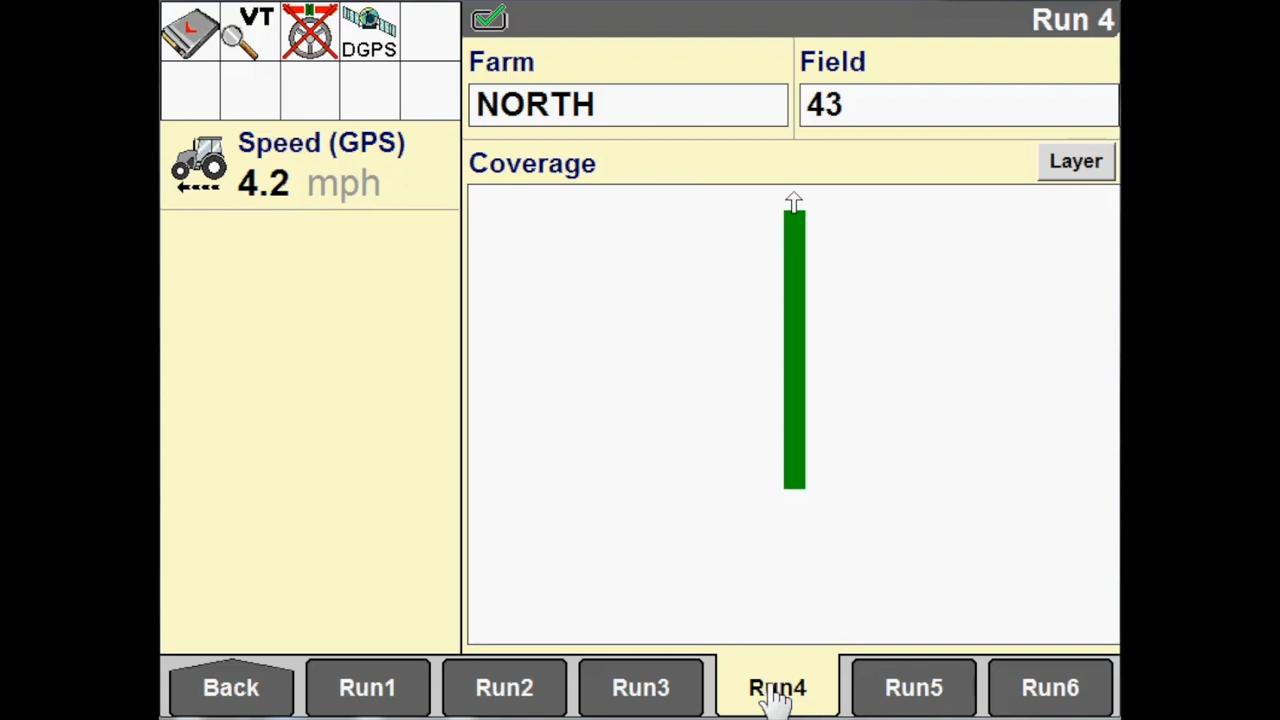 VT
DGPS
Run 4
Farm
Field
NORTH
43
Speed (GPS)
4.2 mph
Coverage
Layer
Back
Run1
Run2
Run3
Run4
Run5
Run6